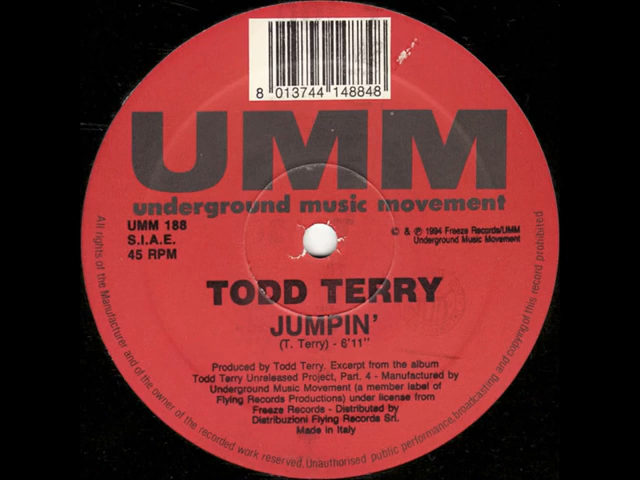 8 013744 148848
UMM
underground music movement
UMM 188
S.I.A.E.
45 RPM
© & ℗ 1994 Freeze Records/UMM
Underground Music Movement
TODD TERRY
JUMPIN'
(T. Terry) - 6'11"
Produced by Todd Terry. Excerpt from the album
Todd Terry Unreleased Project, Part. 4 - Manufactured by
Underground Music Movement (a member label of
Flying Records Productions) under license from
Freeze Records - Distributed by
Distribuzioni Flying Records Srl.
Made in Italy
All rights of the Manufacturer and of the owner of the recorded work reserved. Unauthorised public performance, broadcasting and copying of this record prohibited